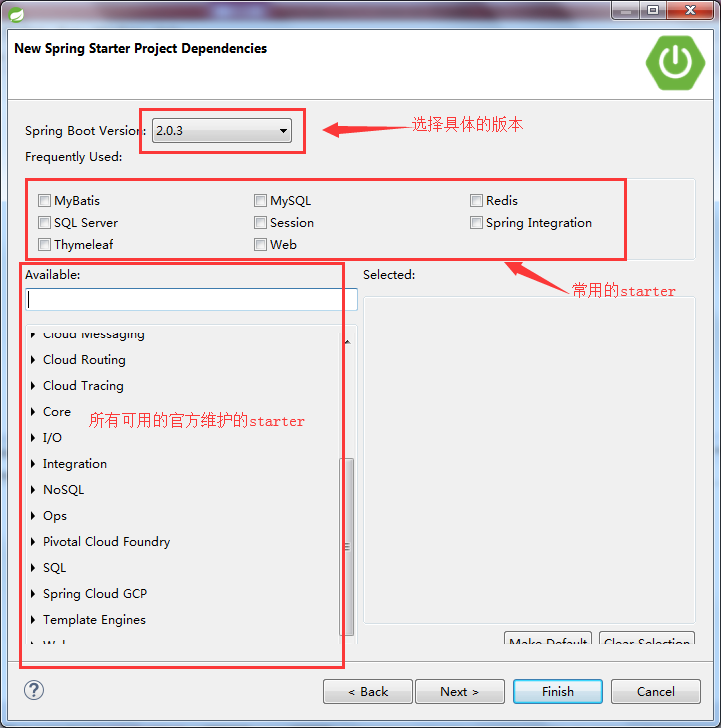 New Spring Starter Project Dependencies
Spring Boot Version: 2.0.3
选择具体的版本
Frequently Used:
MyBatis MySQL Redis
SQL Server Session Spring Integration
Thymeleaf Web
Available: Selected:
常用的starter
Cloud Messaging
Cloud Routing
Cloud Tracing
Core
所有可用的官方维护的starter
I/O
Integration
NoSQL
Ops
Pivotal Cloud Foundry
SQL
Spring Cloud GCP
Template Engines
Web
Make Default Clear Selection
? < Back Next > Finish Cancel